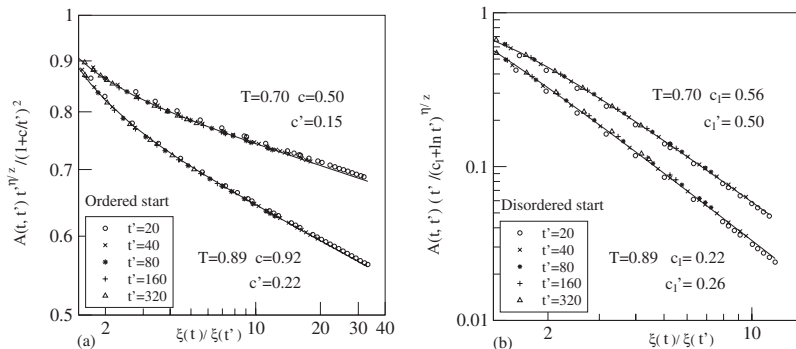 A(t, t') t'^η/z /(1+c/t')^2
1
0.9
0.8
0.7
0.6
0.5
T=0.70 c=0.50
c'=0.15
Ordered start
t'=20
t'=40
t'=80
t'=160
t'=320
T=0.89 c=0.92
c'=0.22
2
10
20
30
40
(a)
ξ(t)/ξ(t')
A(t, t') (t'/(c₁+ln t')^η/z
1
0.1
0.01
T=0.70 c₁=0.56
c₁'=0.50
Disordered start
t'=20
t'=40
t'=80
t'=160
t'=320
T=0.89 c₁=0.22
c₁'=0.26
2
10
(b)
ξ(t)/ξ(t')